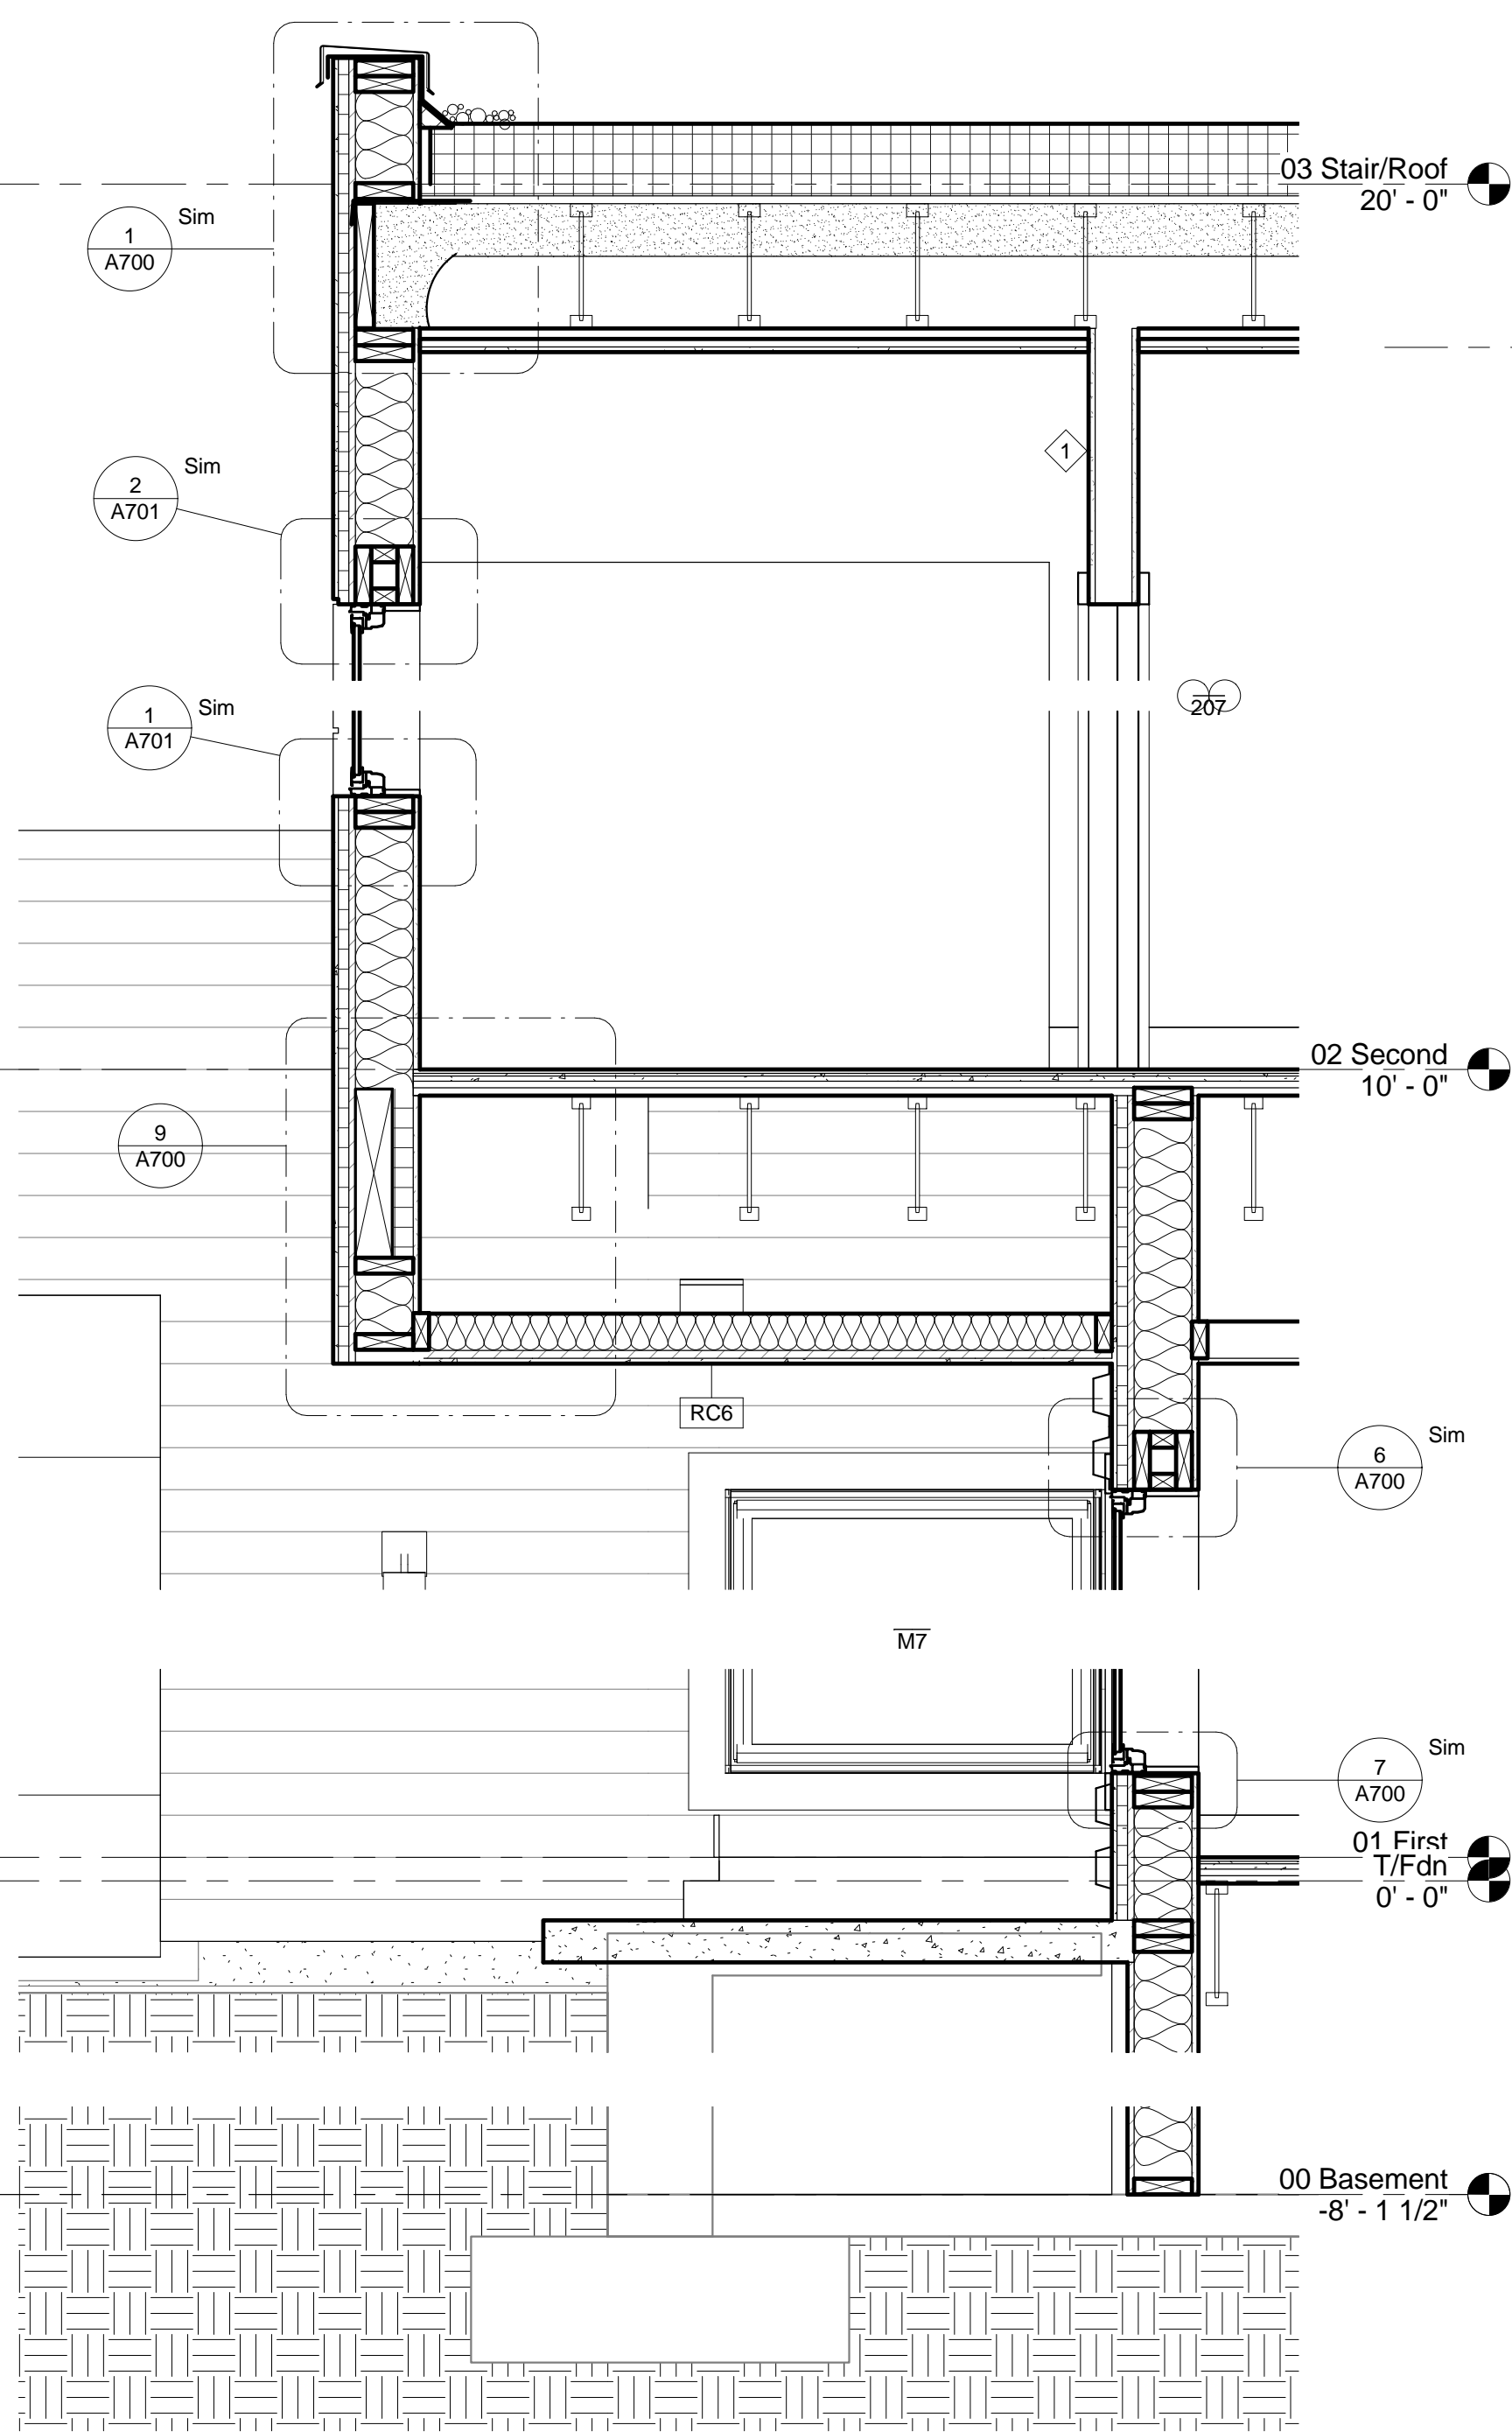 03 Stair/Roof
20' - 0"
Sim
1
A700
1
Sim
2
A701
Sim
1
A701
207
02 Second
10' - 0"
9
A700
RC6
Sim
6
A700
M7
Sim
7
A700
01 First
T/Fdn
0' - 0"
00 Basement
-8' - 1 1/2"